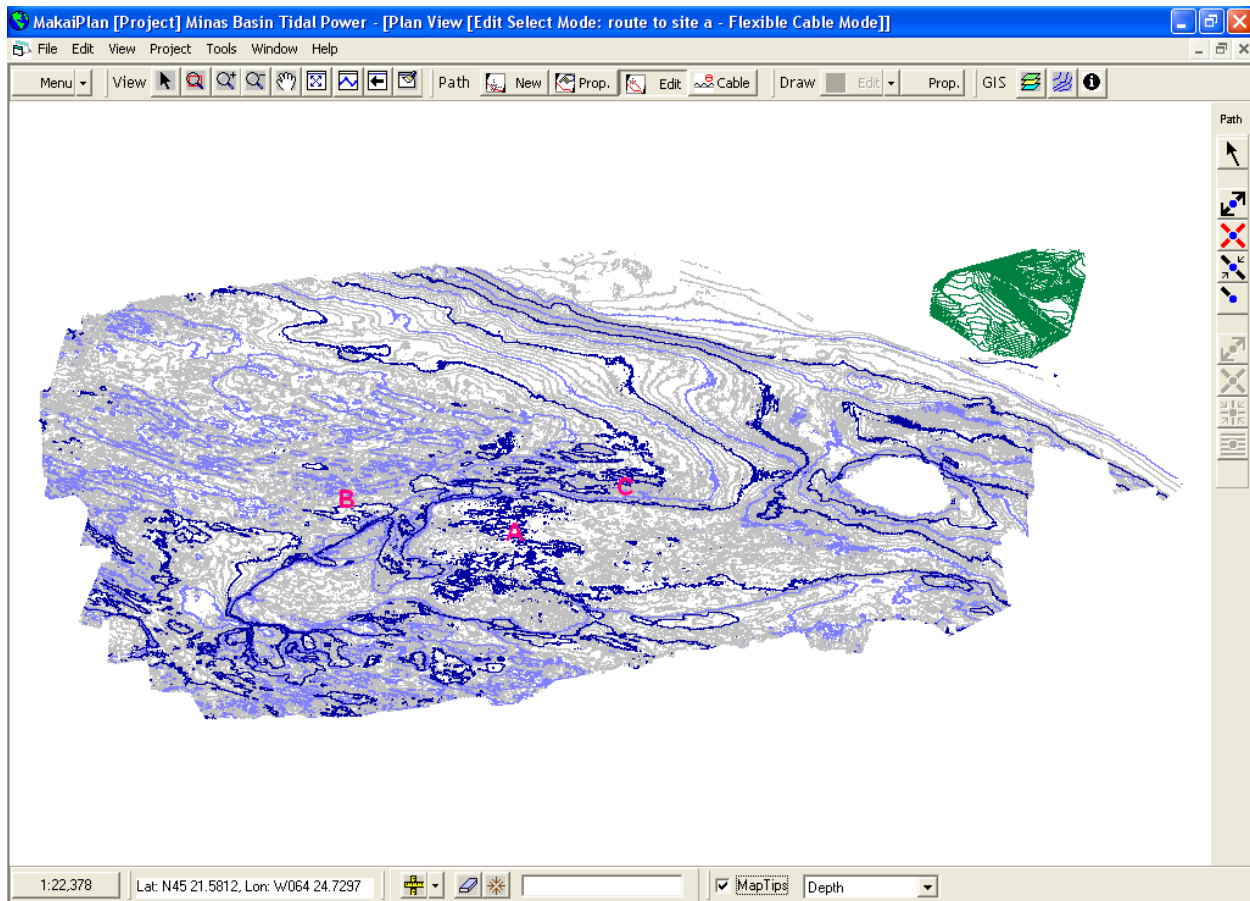 MakaiPlan [Project] Minas Basin Tidal Power - [Plan View [Edit Select Mode: route to site a - Flexible Cable Mode]]
File Edit View Project Tools Window Help
Menu View Path New Prop. Edit Cable Draw Edit Prop. GIS
Path
B
C
A
1:22,378 Lat: N45 21.5812, Lon: W064 24.7297 MapTips Depth